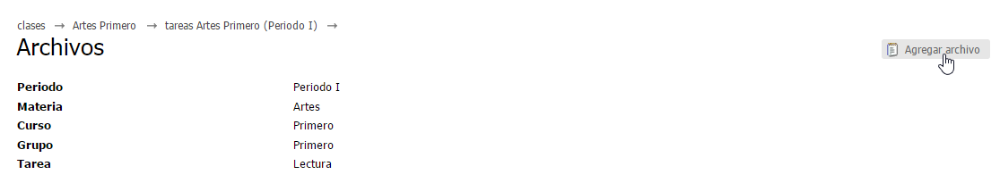 clases → Artes Primero → tareas Artes Primero (Periodo I) →
Archivos
Agregar archivo
Periodo Periodo I
Materia Artes
Curso Primero
Grupo Primero
Tarea Lectura